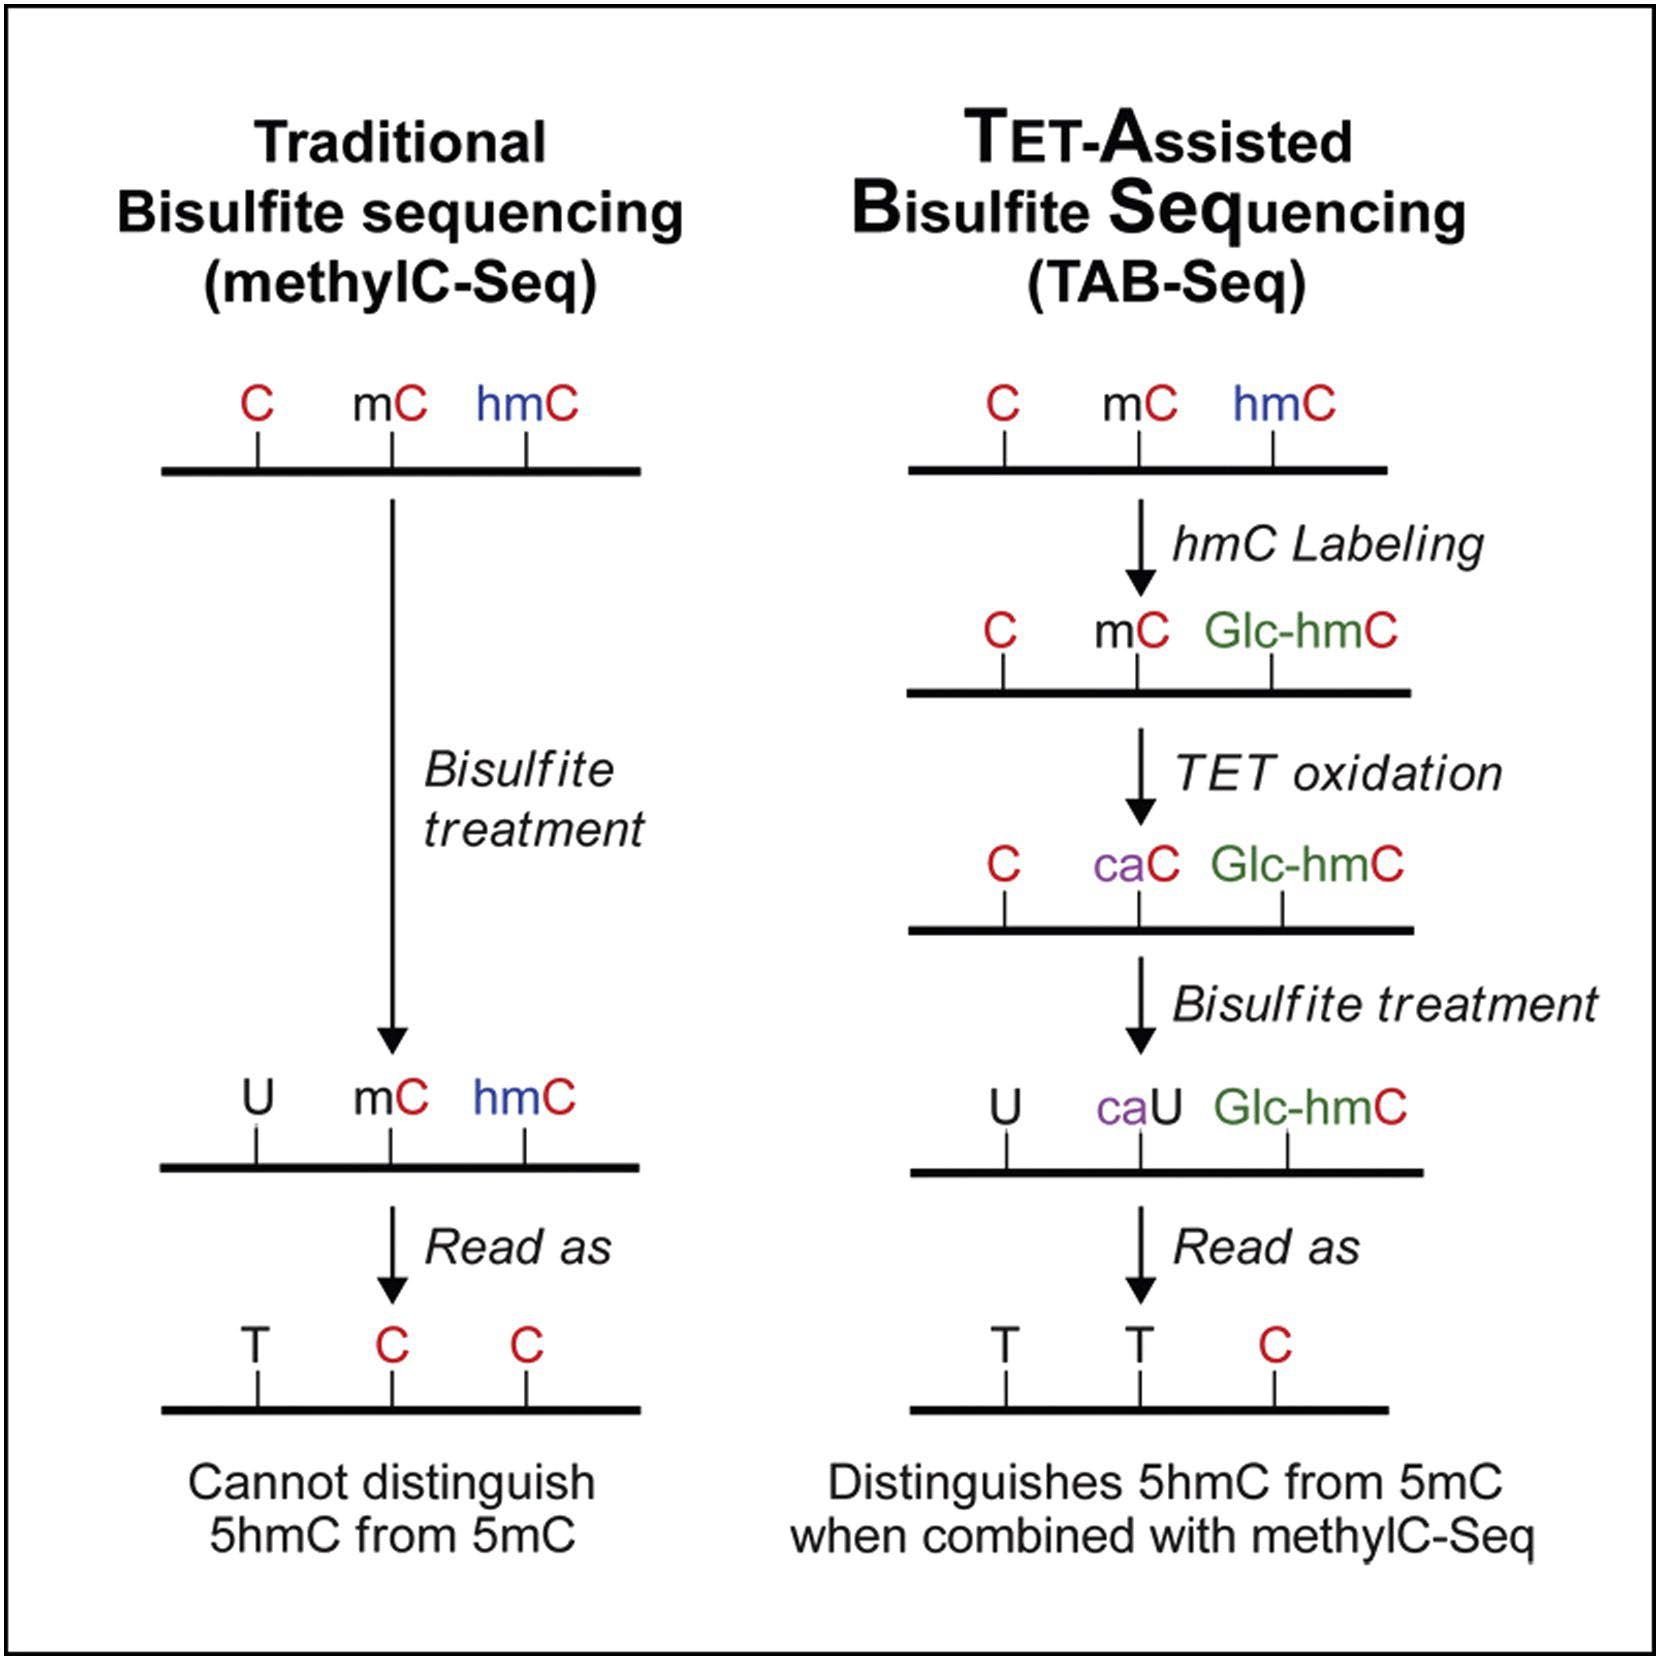 Traditional
Bisulfite sequencing
(methylC-Seq)
C mC hmC
Bisulfite
treatment
U mC hmC
Read as
T C C
Cannot distinguish
5hmC from 5mC
TET-Assisted
Bisulfite Sequencing
(TAB-Seq)
C mC hmC
hmC Labeling
C mC Glc-hmC
TET oxidation
C caC Glc-hmC
Bisulfite treatment
U caU Glc-hmC
Read as
T T C
Distinguishes 5hmC from 5mC
when combined with methylC-Seq